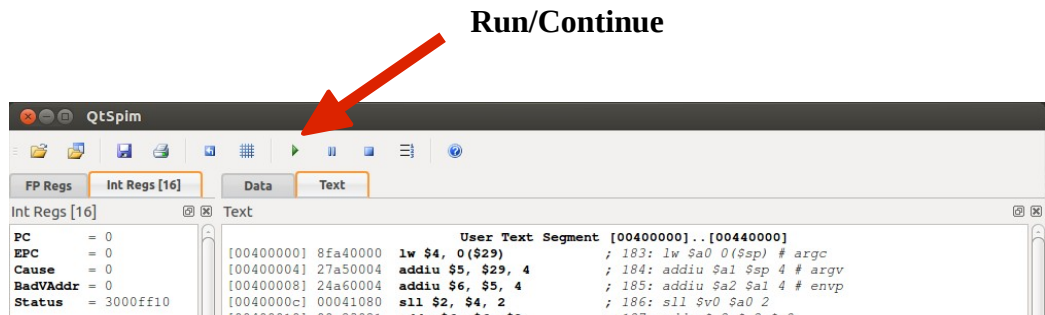 Run/Continue
QtSpim
FP Regs Int Regs [16] Data Text
Int Regs [16] Text
PC = 0
EPC = 0
Cause = 0
BadVAddr = 0
Status = 3000ff10
User Text Segment [00400000]..[00440000]
[00400000] 8fa40000 lw $4, 0($29) ; 183: lw $a0 0($sp) # argc
[00400004] 27a50004 addiu $5, $29, 4 ; 184: addiu $a1 $sp 4 # argv
[00400008] 24a60004 addiu $6, $5, 4 ; 185: addiu $a2 $a1 4 # envp
[0040000c] 00041080 sll $2, $4, 2 ; 186: sll $v0 $a0 2